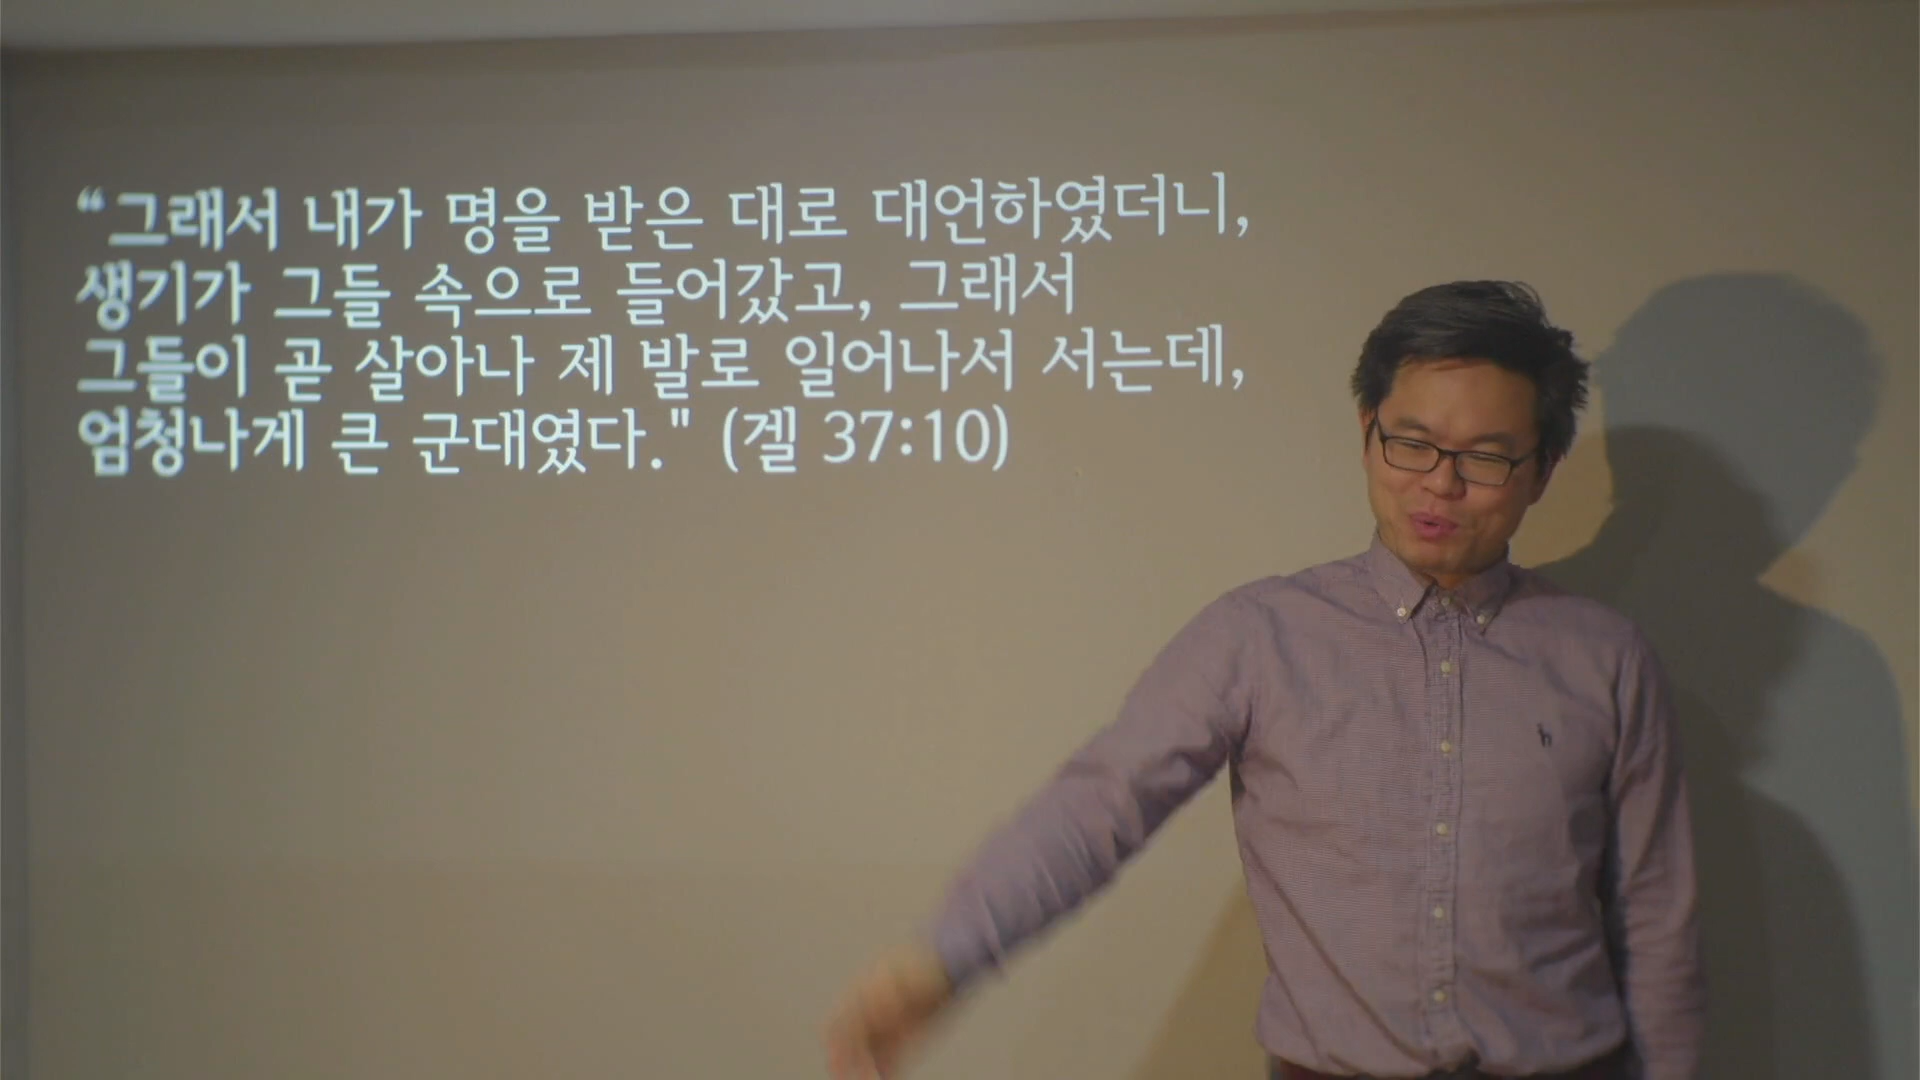 “그래서 내가 명을 받은 대로 대언하였더니,
생기가 그들 속으로 들어갔고, 그래서
그들이 곧 살아나 제 발로 일어나서 서는데,
엄청나게 큰 군대였다." (겔 37:10)